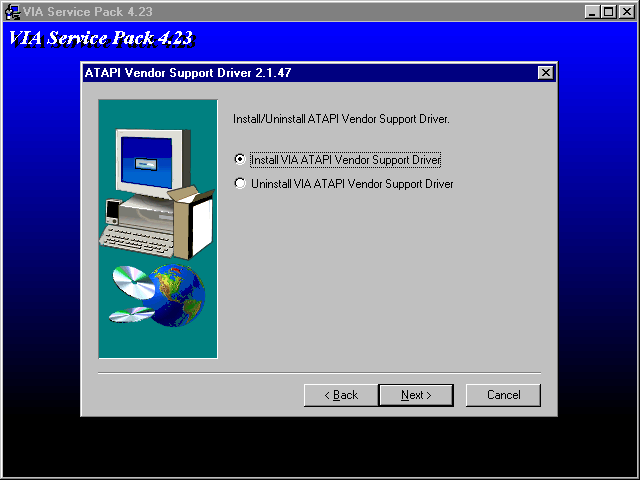 VIA Service Pack 4.23
VIA Service Pack 4.23
ATAPI Vendor Support Driver 2.1.47
Install/Uninstall ATAPI Vendor Support Driver.
Install VIA ATAPI Vendor Support Driver
Uninstall VIA ATAPI Vendor Support Driver
< Back
Next >
Cancel